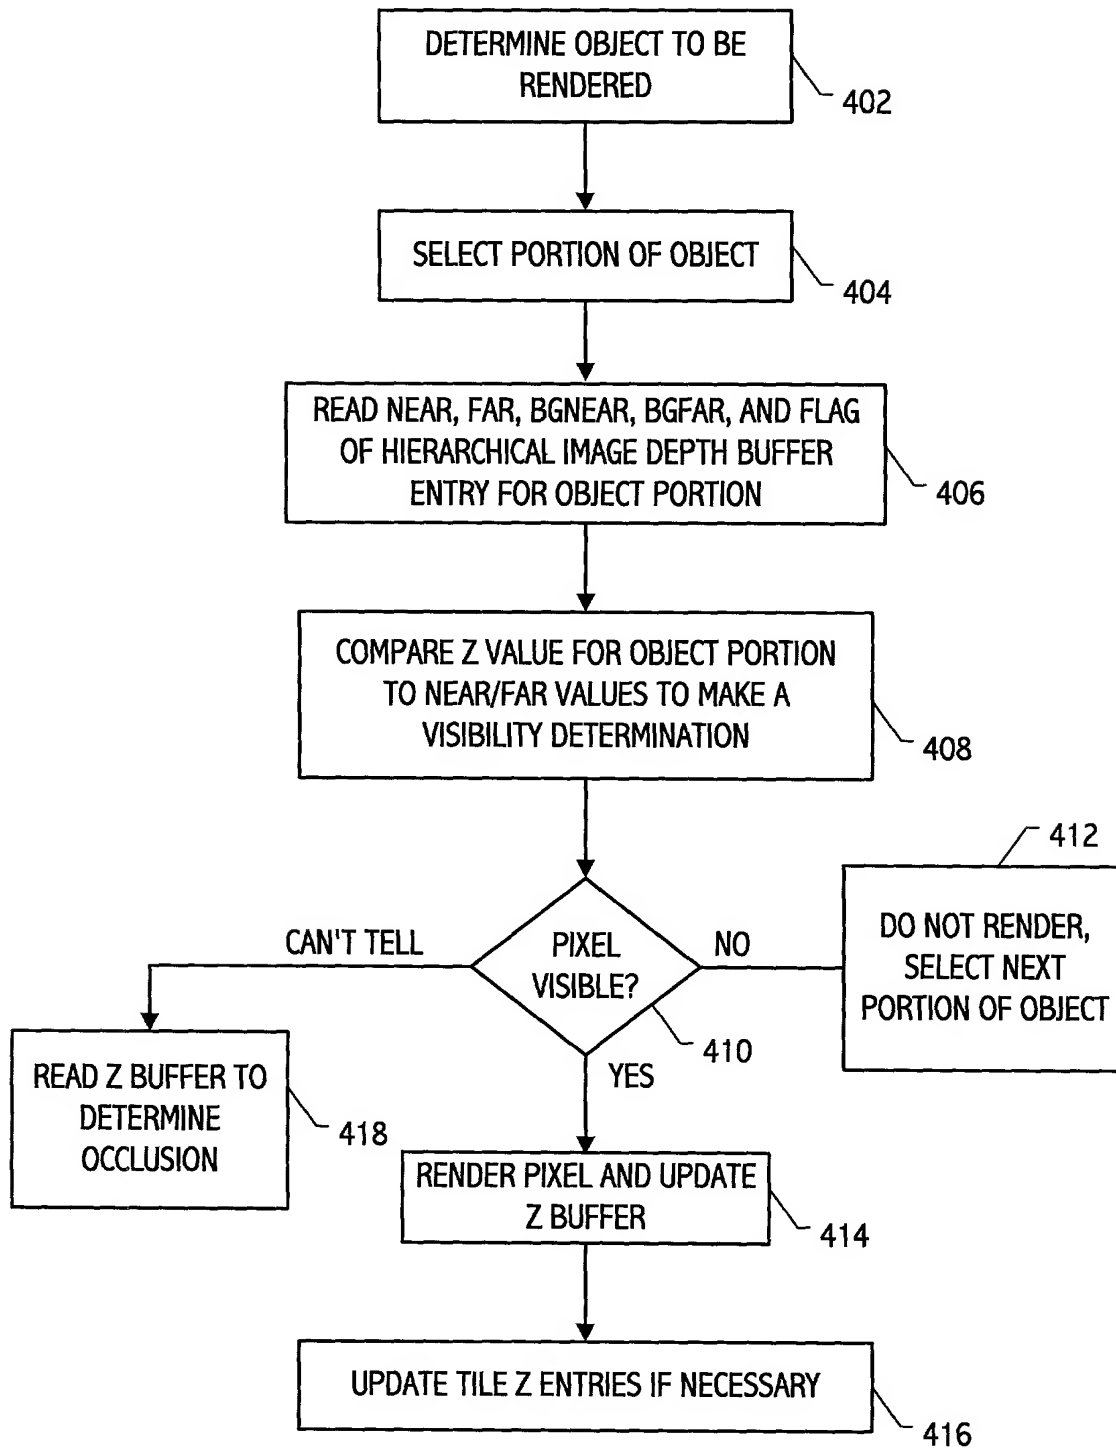 DETERMINE OBJECT TO BE
RENDERED
402
SELECT PORTION OF OBJECT
404
READ NEAR, FAR, BGNEAR, BGFAR, AND FLAG
OF HIERARCHICAL IMAGE DEPTH BUFFER
ENTRY FOR OBJECT PORTION
406
COMPARE Z VALUE FOR OBJECT PORTION
TO NEAR/FAR VALUES TO MAKE A
VISIBILITY DETERMINATION
408
412
CAN'T TELL
PIXEL
VISIBLE?
NO
410
YES
DO NOT RENDER,
SELECT NEXT
PORTION OF OBJECT
READ Z BUFFER TO
DETERMINE
OCCLUSION
418
RENDER PIXEL AND UPDATE
Z BUFFER
414
UPDATE TILE Z ENTRIES IF NECESSARY
416